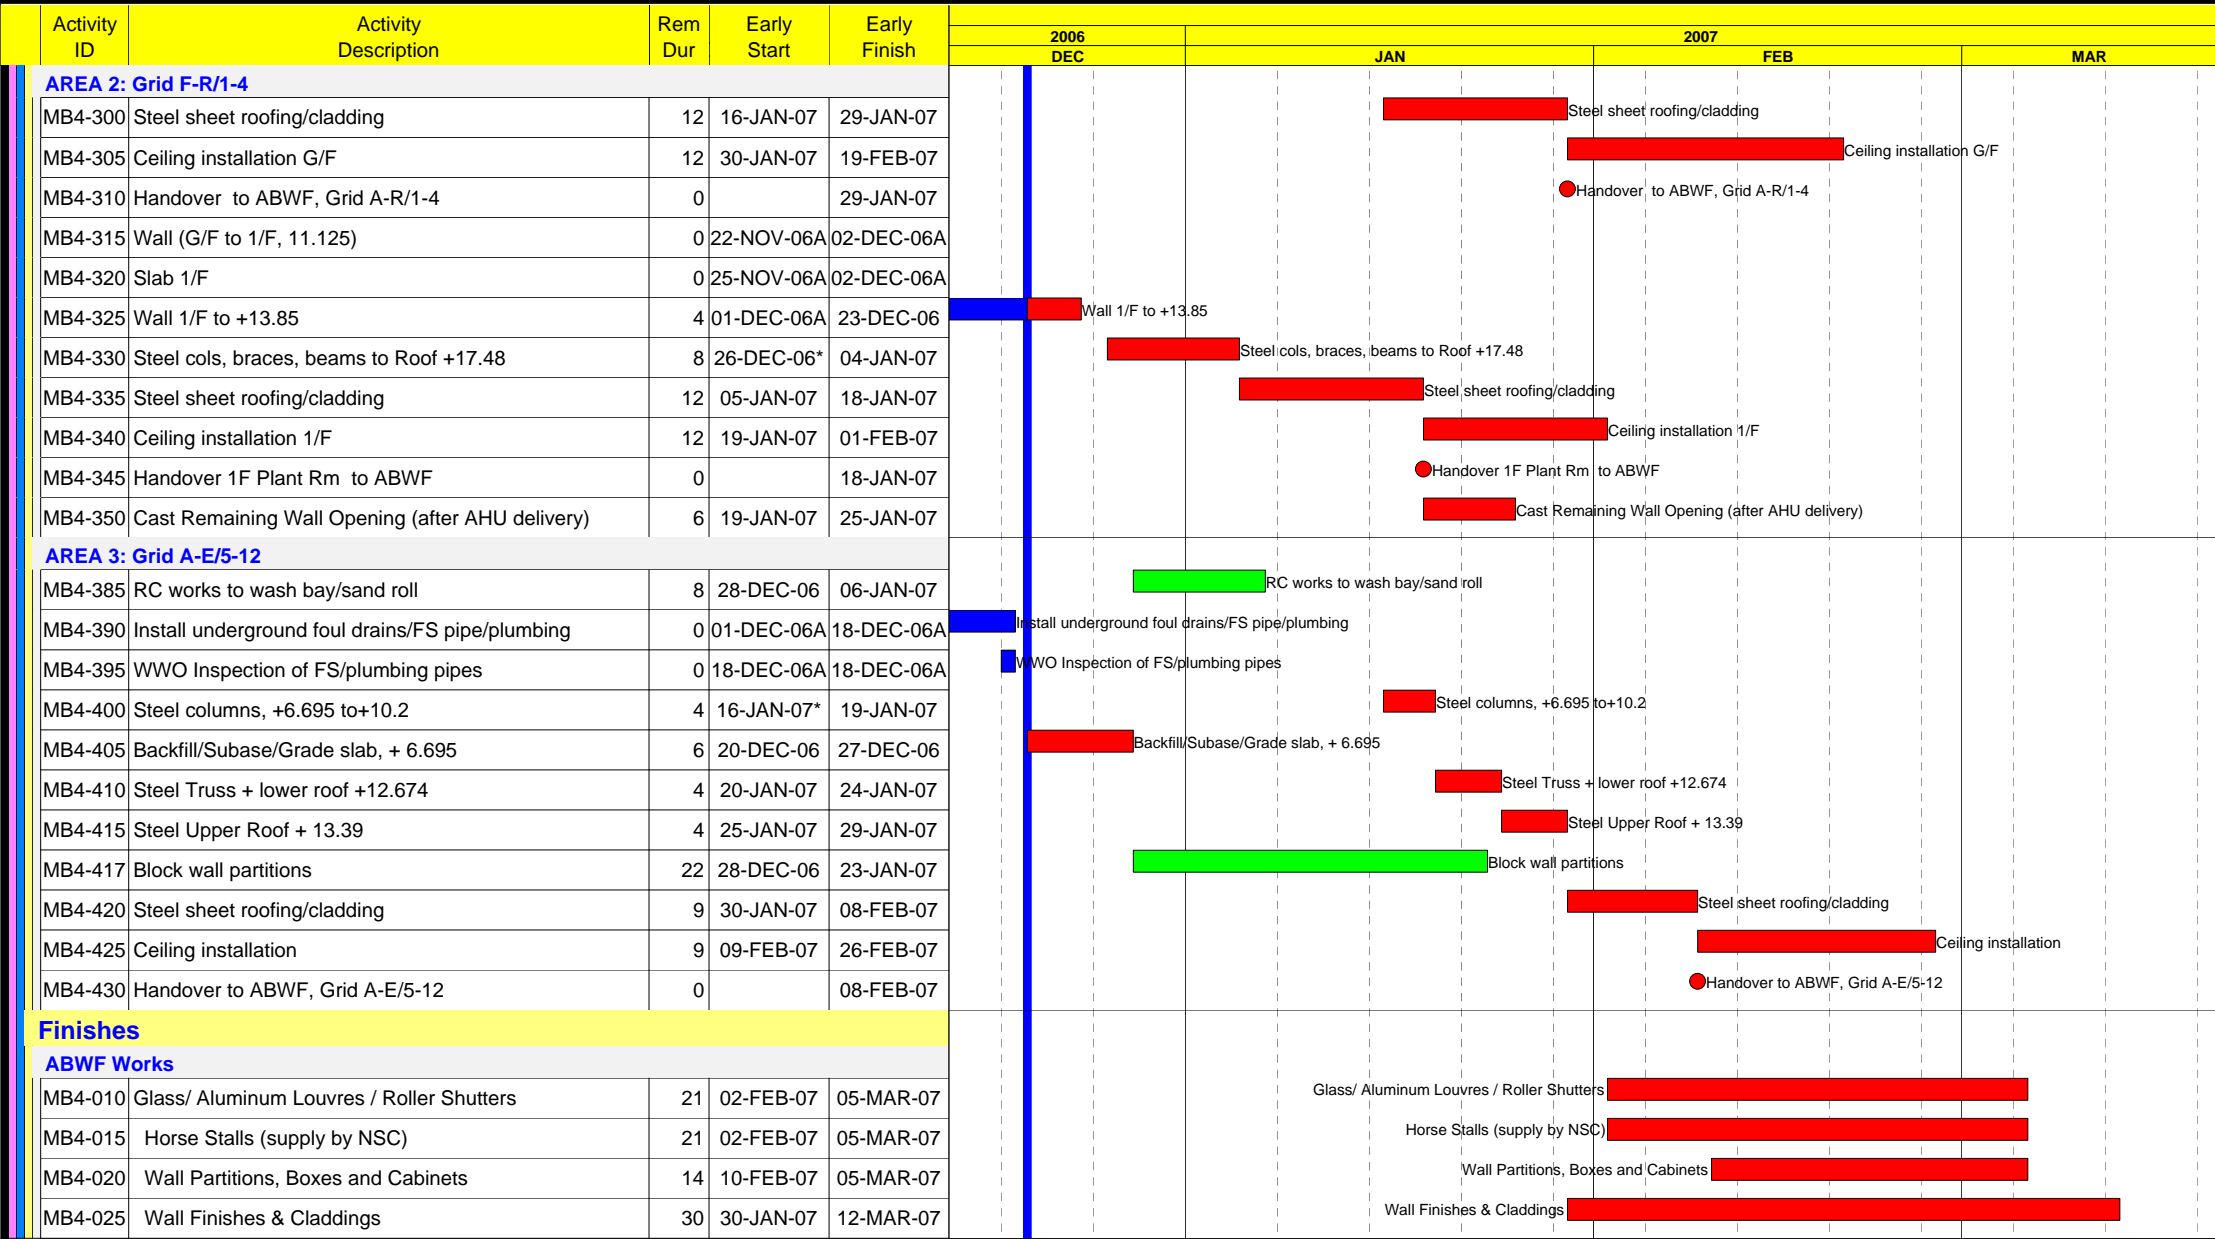 Activity ID Activity Description Rem Dur Early Start Early Finish
2006 2007
DEC JAN FEB MAR
AREA 2: Grid F-R/1-4
MB4-300 Steel sheet roofing/cladding 12 16-JAN-07 29-JAN-07 Steel sheet roofing/cladding
MB4-305 Ceiling installation G/F 12 30-JAN-07 19-FEB-07 Ceiling installation G/F
MB4-310 Handover to ABWF, Grid A-R/1-4 0 29-JAN-07 Handover to ABWF, Grid A-R/1-4
MB4-315 Wall (G/F to 1/F, 11.125) 0 22-NOV-06A 02-DEC-06A
MB4-320 Slab 1/F 0 25-NOV-06A 02-DEC-06A
MB4-325 Wall 1/F to +13.85 4 01-DEC-06A 23-DEC-06 Wall 1/F to +13.85
MB4-330 Steel cols, braces, beams to Roof +17.48 8 26-DEC-06* 04-JAN-07 Steel cols, braces, beams to Roof +17.48
MB4-335 Steel sheet roofing/cladding 12 05-JAN-07 18-JAN-07 Steel sheet roofing/cladding
MB4-340 Ceiling installation 1/F 12 19-JAN-07 01-FEB-07 Ceiling installation 1/F
MB4-345 Handover 1F Plant Rm to ABWF 0 18-JAN-07 Handover 1F Plant Rm to ABWF
MB4-350 Cast Remaining Wall Opening (after AHU delivery) 6 19-JAN-07 25-JAN-07 Cast Remaining Wall Opening (after AHU delivery)
AREA 3: Grid A-E/5-12
MB4-385 RC works to wash bay/sand roll 8 28-DEC-06 06-JAN-07 RC works to wash bay/sand roll
MB4-390 Install underground foul drains/FS pipe/plumbing 0 01-DEC-06A 18-DEC-06A Install underground foul drains/FS pipe/plumbing
MB4-395 WWO Inspection of FS/plumbing pipes 0 18-DEC-06A 18-DEC-06A WWO Inspection of FS/plumbing pipes
MB4-400 Steel columns, +6.695 to+10.2 4 16-JAN-07* 19-JAN-07 Steel columns, +6.695 to+10.2
MB4-405 Backfill/Subase/Grade slab, + 6.695 6 20-DEC-06 27-DEC-06 Backfill/Subase/Grade slab, + 6.695
MB4-410 Steel Truss + lower roof +12.674 4 20-JAN-07 24-JAN-07 Steel Truss + lower roof +12.674
MB4-415 Steel Upper Roof + 13.39 4 25-JAN-07 29-JAN-07 Steel Upper Roof + 13.39
MB4-417 Block wall partitions 22 28-DEC-06 23-JAN-07 Block wall partitions
MB4-420 Steel sheet roofing/cladding 9 30-JAN-07 08-FEB-07 Steel sheet roofing/cladding
MB4-425 Ceiling installation 9 09-FEB-07 26-FEB-07 Ceiling installation
MB4-430 Handover to ABWF, Grid A-E/5-12 0 08-FEB-07 Handover to ABWF, Grid A-E/5-12
Finishes
ABWF Works
MB4-010 Glass/ Aluminum Louvres / Roller Shutters 21 02-FEB-07 05-MAR-07 Glass/ Aluminum Louvres / Roller Shutters
MB4-015 Horse Stalls (supply by NSC) 21 02-FEB-07 05-MAR-07 Horse Stalls (supply by NSC)
MB4-020 Wall Partitions, Boxes and Cabinets 14 10-FEB-07 05-MAR-07 Wall Partitions, Boxes and Cabinets
MB4-025 Wall Finishes & Claddings 30 30-JAN-07 12-MAR-07 Wall Finishes & Claddings